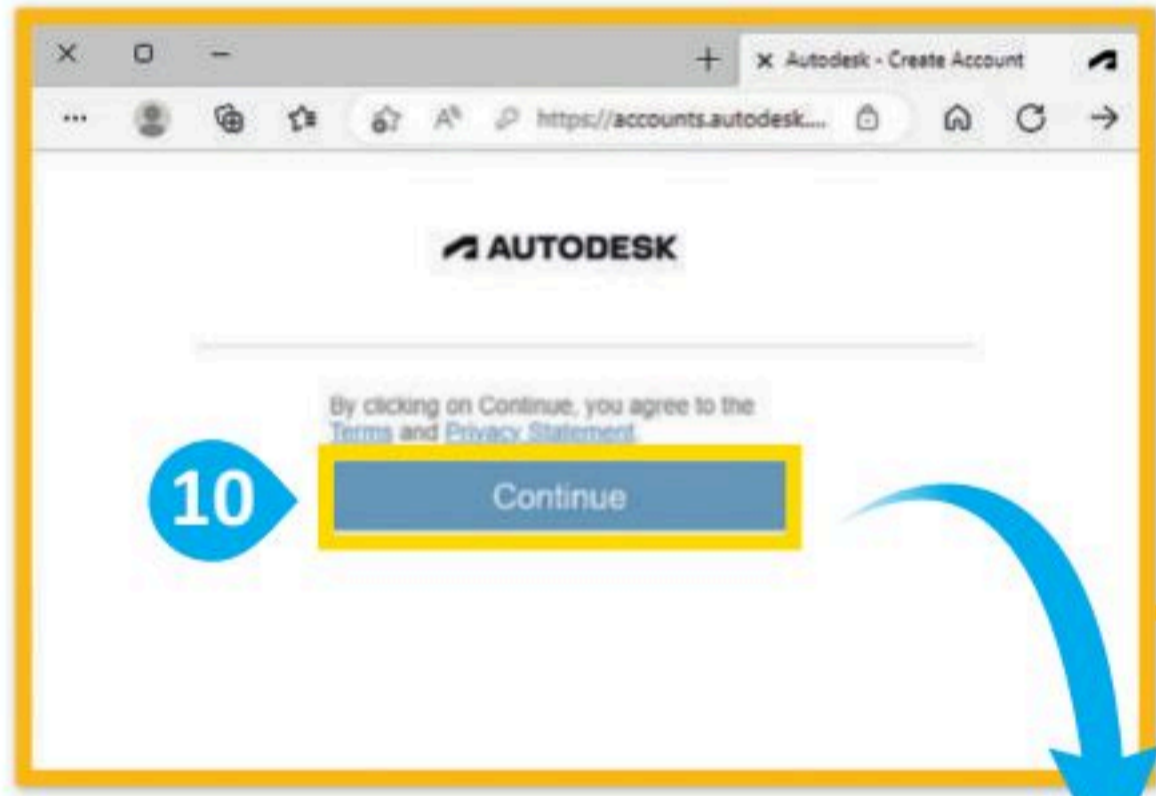 Autodesk - Create Account
https://accounts.autodesk....
AUTODESK
By clicking on Continue, you agree to the
Terms and Privacy Statement.
10
Continue